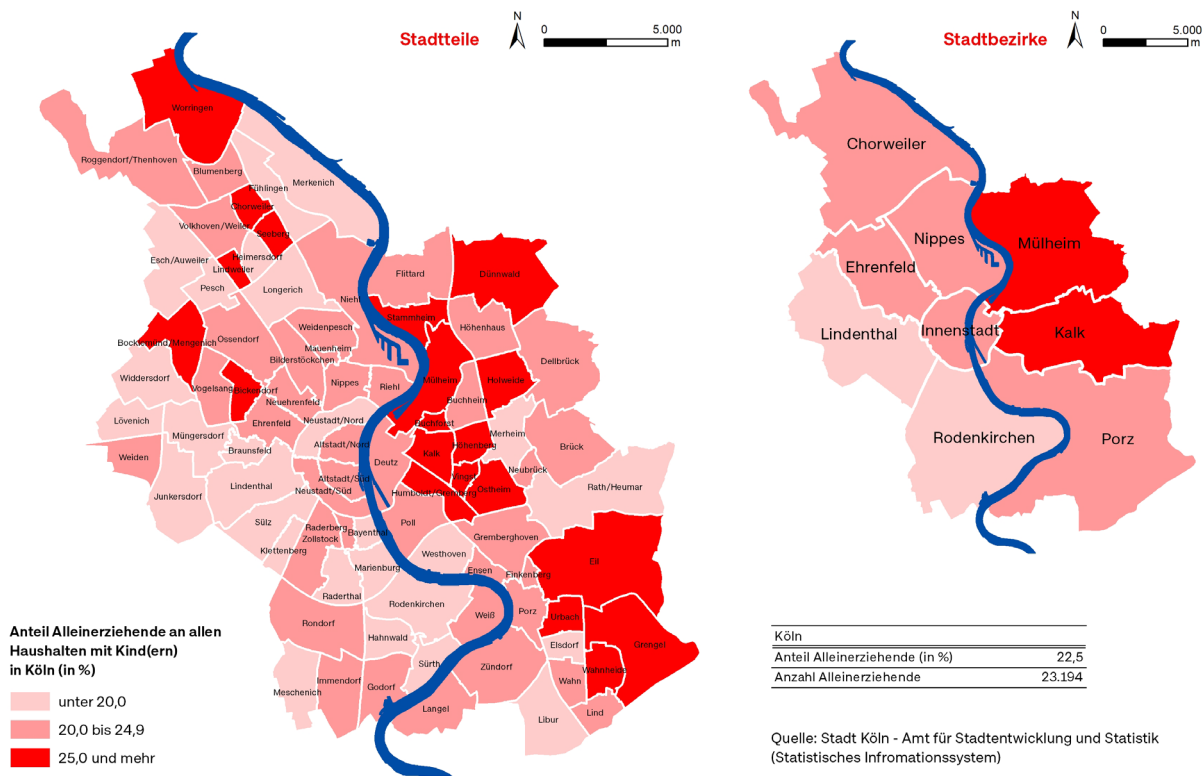 Stadtteile
N
0
5.000
m
Worringen
Roggendorf/Thenhoven
Blumenberg
Fühlingen
Merkenich
Chorweiler
Volkhoven/Weiler
Seeberg
Esch/Auweiler
Heimersdorf
Lindweiler
Pesch
Longerich
Niehl
Flittard
Dünnwald
Stammheim
Höhenhaus
Bocklemünd/Mengenich
Ossendorf
Weidenpesch
Mauenheim
Bilderstöckchen
Dellbrück
Widdersdorf
Vogelsang
Bickendorf
Nippes
Riehl
Mülheim
Holweide
Buchheim
Neuehrenfeld
Lövenich
Ehrenfeld
Neustadt/Nord
Buchforst
Müngersdorf
Merheim
Braunsfeld
Altstadt/Nord
Kalk
Höhenberg
Brück
Weiden
Deutz
Neubrück
Vingst
Altstadt/Süd
Junkersdorf
Lindenthal
Neustadt/Süd
Humboldt/Gremberg
Ostheim
Rath/Heumar
Sülz
Raderberg
Zollstock
Bayenthal
Poll
Gremberghoven
Klettenberg
Westhoven
Eil
Marienburg
Ensen
Finkenberg
Raderthal
Rodenkirchen
Weiß
Porz
Urbach
Rondorf
Hahnwald
Elsdorf
Grengel
Sürth
Zündorf
Wahn
Wahnheide
Immendorf
Godorf
Meschenich
Langel
Lind
Libur
Anteil Alleinerziehende an allen
Haushalten mit Kind(ern)
in Köln (in %)
unter 20,0
20,0 bis 24,9
25,0 und mehr
Stadtbezirke
N
0
5.000
m
Chorweiler
Nippes
Mülheim
Ehrenfeld
Lindenthal
Innenstadt
Kalk
Rodenkirchen
Porz
Köln
Anteil Alleinerziehende (in %) 22,5
Anzahl Alleinerziehende 23.194
Quelle: Stadt Köln - Amt für Stadtentwicklung und Statistik
(Statistisches Infromationssystem)